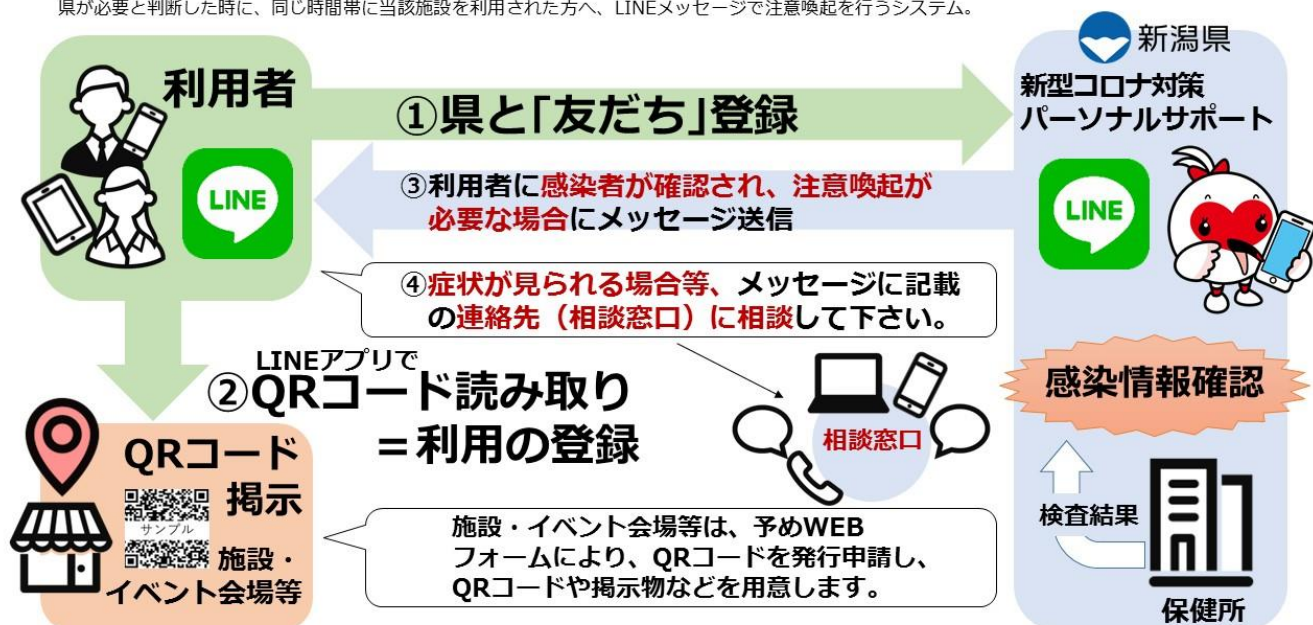 県が必要と判断した時に、同じ時間帯に当該施設を利用された方へ、LINEメッセージで注意喚起を行うシステム。
利用者
LINE
①県と「友だち」登録
新潟県
新型コロナ対策
パーソナルサポート
LINE
③利用者に感染者が確認され、注意喚起が
必要な場合にメッセージ送信
④症状が見られる場合等、メッセージに記載
の連絡先（相談窓口）に相談して下さい。
LINEアプリで
②QRコード読み取り
＝利用の登録
相談窓口
感染情報確認
検査結果
保健所
QRコード
掲示
サンプル
施設・
イベント会場等
施設・イベント会場等は、予めWEB
フォームにより、QRコードを発行申請し、
QRコードや掲示物などを用意します。